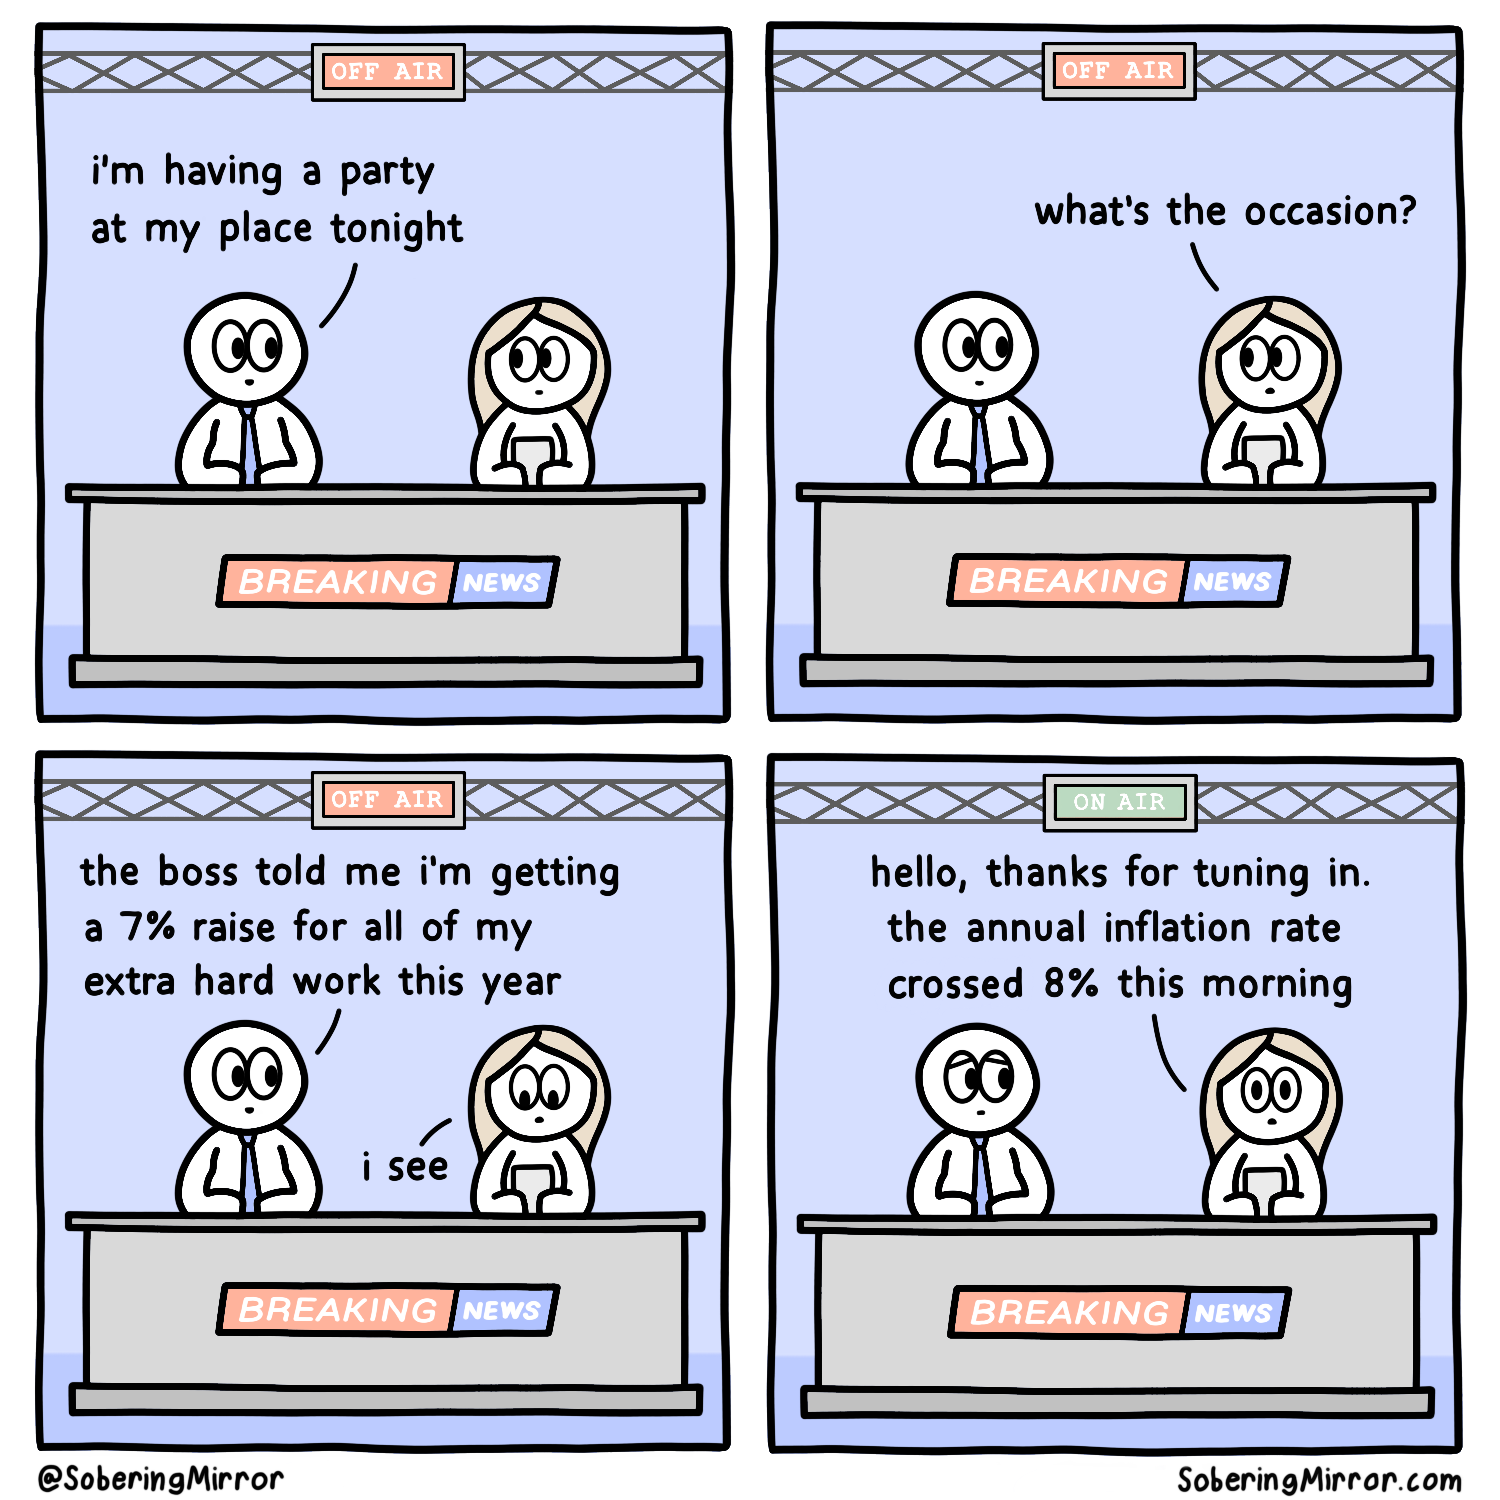 OFF AIR
i'm having a party
at my place tonight
BREAKING NEWS
OFF AIR
what's the occasion?
BREAKING NEWS
OFF AIR
the boss told me i'm getting
a 7% raise for all of my
extra hard work this year
i see
BREAKING NEWS
ON AIR
hello, thanks for tuning in.
the annual inflation rate
crossed 8% this morning
BREAKING NEWS
@SoberingMirror
SoberingMirror.com